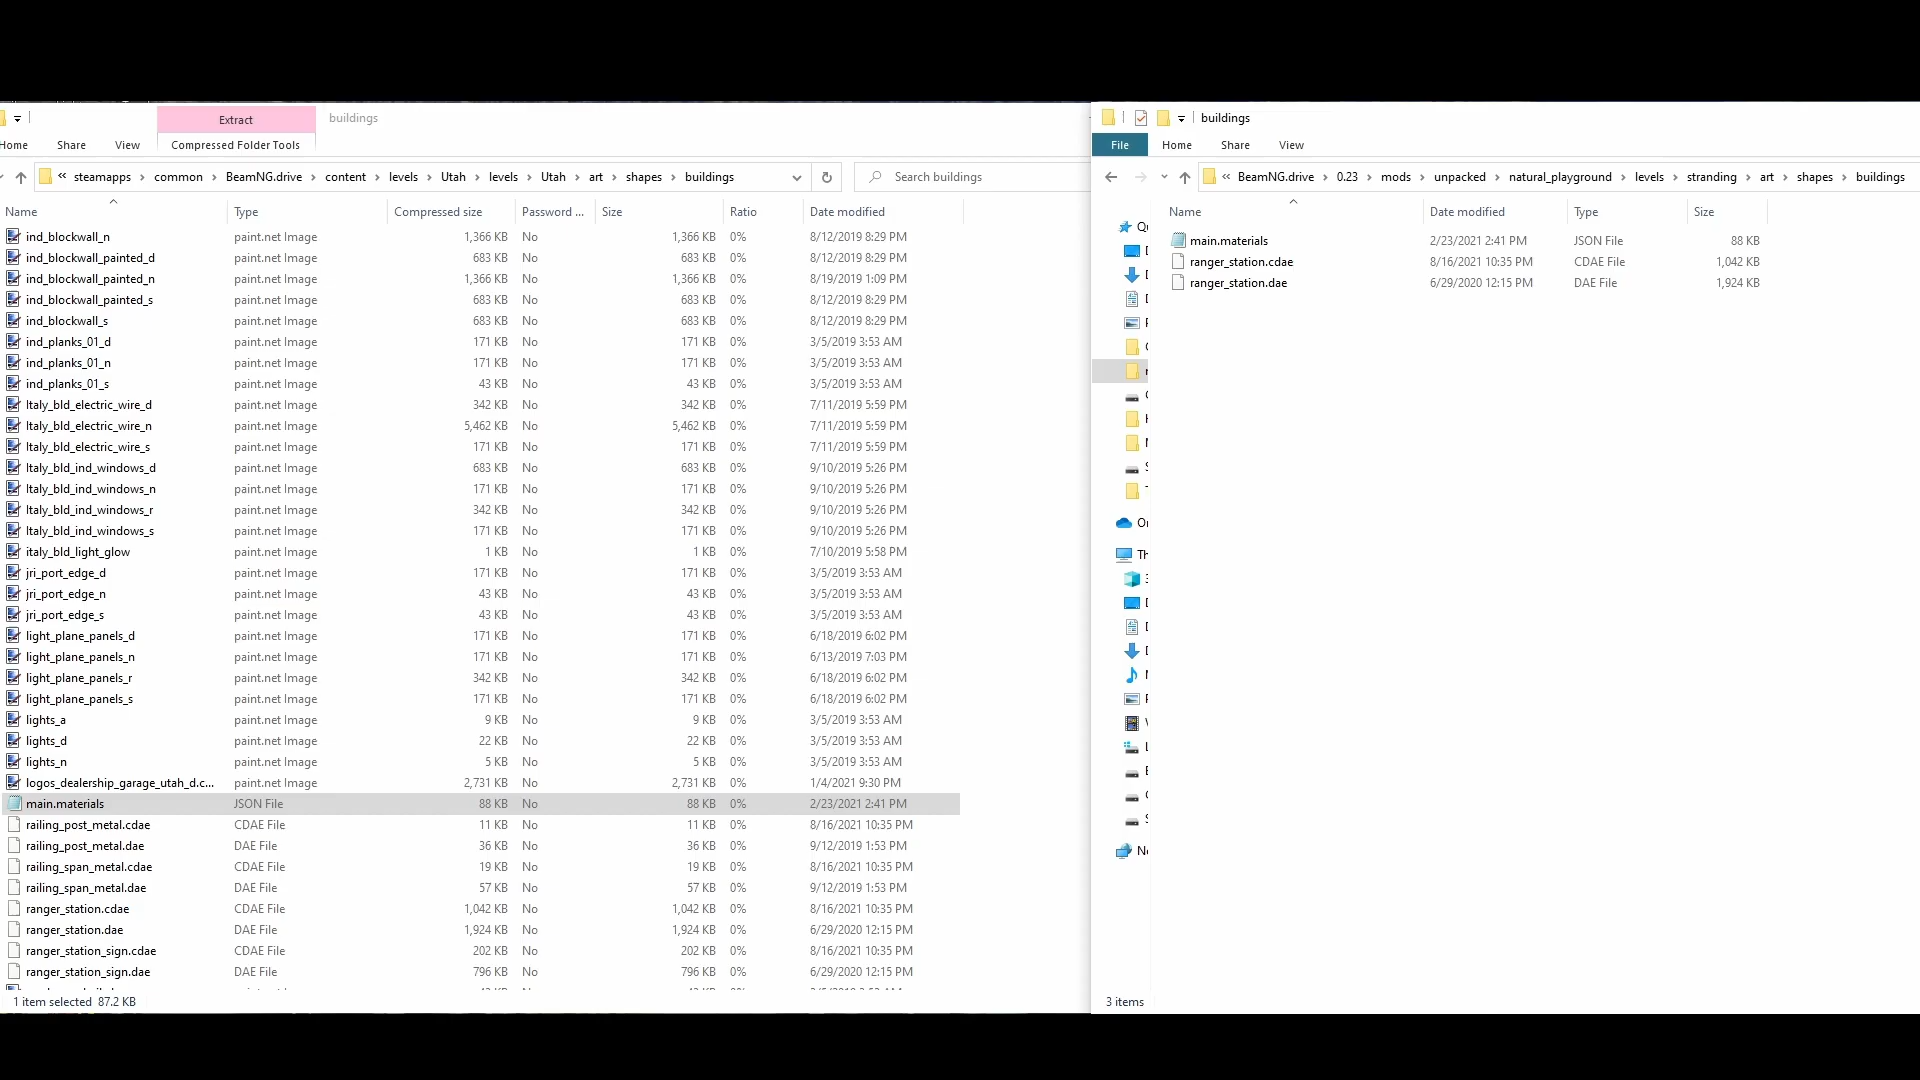 Extract
buildings
Home
Share
View
Compressed Folder Tools
« steamapps › common › BeamNG.drive › content › levels › Utah › levels › Utah › art › shapes › buildings
Search buildings
Name Type Compressed size Password ... Size Ratio Date modified
ind_blockwall_n paint.net Image 1,366 KB No 1,366 KB 0% 8/12/2019 8:29 PM
ind_blockwall_painted_d paint.net Image 683 KB No 683 KB 0% 8/12/2019 8:29 PM
ind_blockwall_painted_n paint.net Image 1,366 KB No 1,366 KB 0% 8/19/2019 1:09 PM
ind_blockwall_painted_s paint.net Image 683 KB No 683 KB 0% 8/12/2019 8:29 PM
ind_blockwall_s paint.net Image 683 KB No 683 KB 0% 8/12/2019 8:29 PM
ind_planks_01_d paint.net Image 171 KB No 171 KB 0% 3/5/2019 3:53 AM
ind_planks_01_n paint.net Image 171 KB No 171 KB 0% 3/5/2019 3:53 AM
ind_planks_01_s paint.net Image 43 KB No 43 KB 0% 3/5/2019 3:53 AM
Italy_bld_electric_wire_d paint.net Image 342 KB No 342 KB 0% 7/11/2019 5:59 PM
Italy_bld_electric_wire_n paint.net Image 5,462 KB No 5,462 KB 0% 7/11/2019 5:59 PM
Italy_bld_electric_wire_s paint.net Image 171 KB No 171 KB 0% 7/11/2019 5:59 PM
Italy_bld_ind_windows_d paint.net Image 683 KB No 683 KB 0% 9/10/2019 5:26 PM
Italy_bld_ind_windows_n paint.net Image 171 KB No 171 KB 0% 9/10/2019 5:26 PM
Italy_bld_ind_windows_r paint.net Image 342 KB No 342 KB 0% 9/10/2019 5:26 PM
Italy_bld_ind_windows_s paint.net Image 171 KB No 171 KB 0% 9/10/2019 5:26 PM
italy_bld_light_glow paint.net Image 1 KB No 1 KB 0% 7/10/2019 5:58 PM
jri_port_edge_d paint.net Image 171 KB No 171 KB 0% 3/5/2019 3:53 AM
jri_port_edge_n paint.net Image 43 KB No 43 KB 0% 3/5/2019 3:53 AM
jri_port_edge_s paint.net Image 43 KB No 43 KB 0% 3/5/2019 3:53 AM
light_plane_panels_d paint.net Image 171 KB No 171 KB 0% 6/18/2019 6:02 PM
light_plane_panels_n paint.net Image 171 KB No 171 KB 0% 6/13/2019 7:03 PM
light_plane_panels_r paint.net Image 342 KB No 342 KB 0% 6/18/2019 6:02 PM
light_plane_panels_s paint.net Image 171 KB No 171 KB 0% 6/18/2019 6:02 PM
lights_a paint.net Image 9 KB No 9 KB 0% 3/5/2019 3:53 AM
lights_d paint.net Image 22 KB No 22 KB 0% 3/5/2019 3:53 AM
lights_n paint.net Image 5 KB No 5 KB 0% 3/5/2019 3:53 AM
logos_dealership_garage_utah_d.c... paint.net Image 2,731 KB No 2,731 KB 0% 1/4/2021 9:30 PM
main.materials JSON File 88 KB No 88 KB 0% 2/23/2021 2:41 PM
railing_post_metal.cdae CDAE File 11 KB No 11 KB 0% 8/16/2021 10:35 PM
railing_post_metal.dae DAE File 36 KB No 36 KB 0% 9/12/2019 1:53 PM
railing_span_metal.cdae CDAE File 19 KB No 19 KB 0% 8/16/2021 10:35 PM
railing_span_metal.dae DAE File 57 KB No 57 KB 0% 9/12/2019 1:53 PM
ranger_station.cdae CDAE File 1,042 KB No 1,042 KB 0% 8/16/2021 10:35 PM
ranger_station.dae DAE File 1,924 KB No 1,924 KB 0% 6/29/2020 12:15 PM
ranger_station_sign.cdae CDAE File 202 KB No 202 KB 0% 8/16/2021 10:35 PM
ranger_station_sign.dae DAE File 796 KB No 796 KB 0% 6/29/2020 12:15 PM
1 item selected 87.2 KB
buildings
File
Home
Share
View
« BeamNG.drive › 0.23 › mods › unpacked › natural_playground › levels › stranding › art › shapes › buildings
Name Date modified Type Size
main.materials 2/23/2021 2:41 PM JSON File 88 KB
ranger_station.cdae 8/16/2021 10:35 PM CDAE File 1,042 KB
ranger_station.dae 6/29/2020 12:15 PM DAE File 1,924 KB
3 items